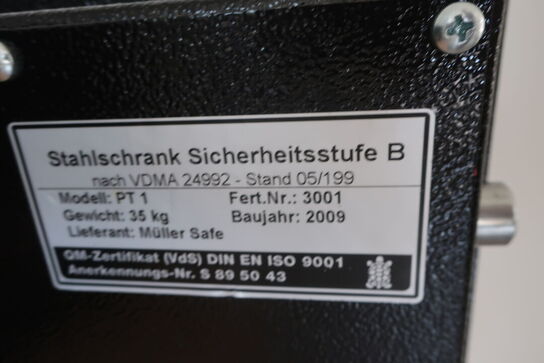 Stahlschrank Sicherheitsstufe B
nach VDMA 24992 - Stand 05/199
Modell: PT 1 Fert.Nr.: 3001
Gewicht: 35 kg Baujahr: 2009
Lieferant: Müller Safe
QM-Zertifikat (VdS) DIN EN ISO 9001
Anerkennungs-Nr. S 89 50 43